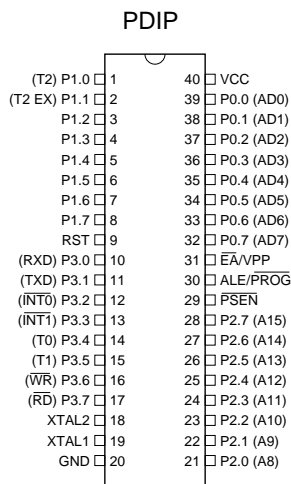 PDIP
(T2) P1.0 1 40 VCC
(T2 EX) P1.1 2 39 P0.0 (AD0)
P1.2 3 38 P0.1 (AD1)
P1.3 4 37 P0.2 (AD2)
P1.4 5 36 P0.3 (AD3)
P1.5 6 35 P0.4 (AD4)
P1.6 7 34 P0.5 (AD5)
P1.7 8 33 P0.6 (AD6)
RST 9 32 P0.7 (AD7)
(RXD) P3.0 10 31 E̅A̅/VPP
(TXD) P3.1 11 30 ALE/P̅R̅O̅G̅
(I̅N̅T̅0̅) P3.2 12 29 P̅S̅E̅N̅
(I̅N̅T̅1̅) P3.3 13 28 P2.7 (A15)
(T0) P3.4 14 27 P2.6 (A14)
(T1) P3.5 15 26 P2.5 (A13)
(W̅R̅) P3.6 16 25 P2.4 (A12)
(R̅D̅) P3.7 17 24 P2.3 (A11)
XTAL2 18 23 P2.2 (A10)
XTAL1 19 22 P2.1 (A9)
GND 20 21 P2.0 (A8)